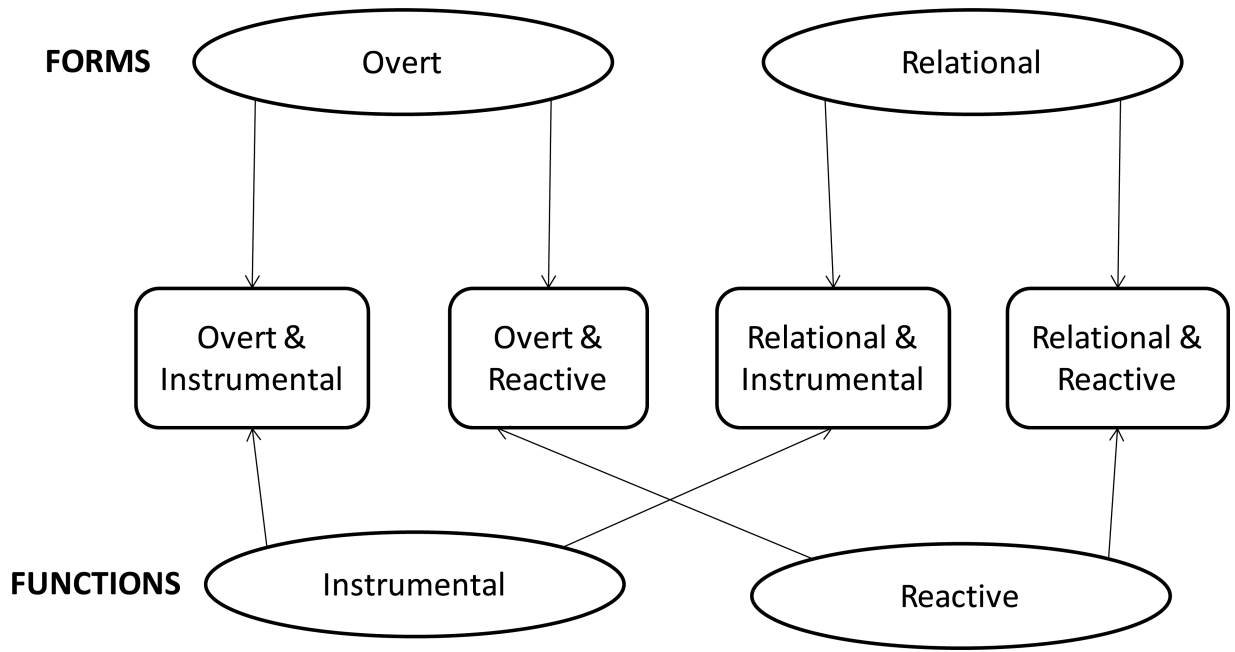 FORMS
Overt
Relational
Overt &
Instrumental
Overt &
Reactive
Relational &
Instrumental
Relational &
Reactive
FUNCTIONS
Instrumental
Reactive